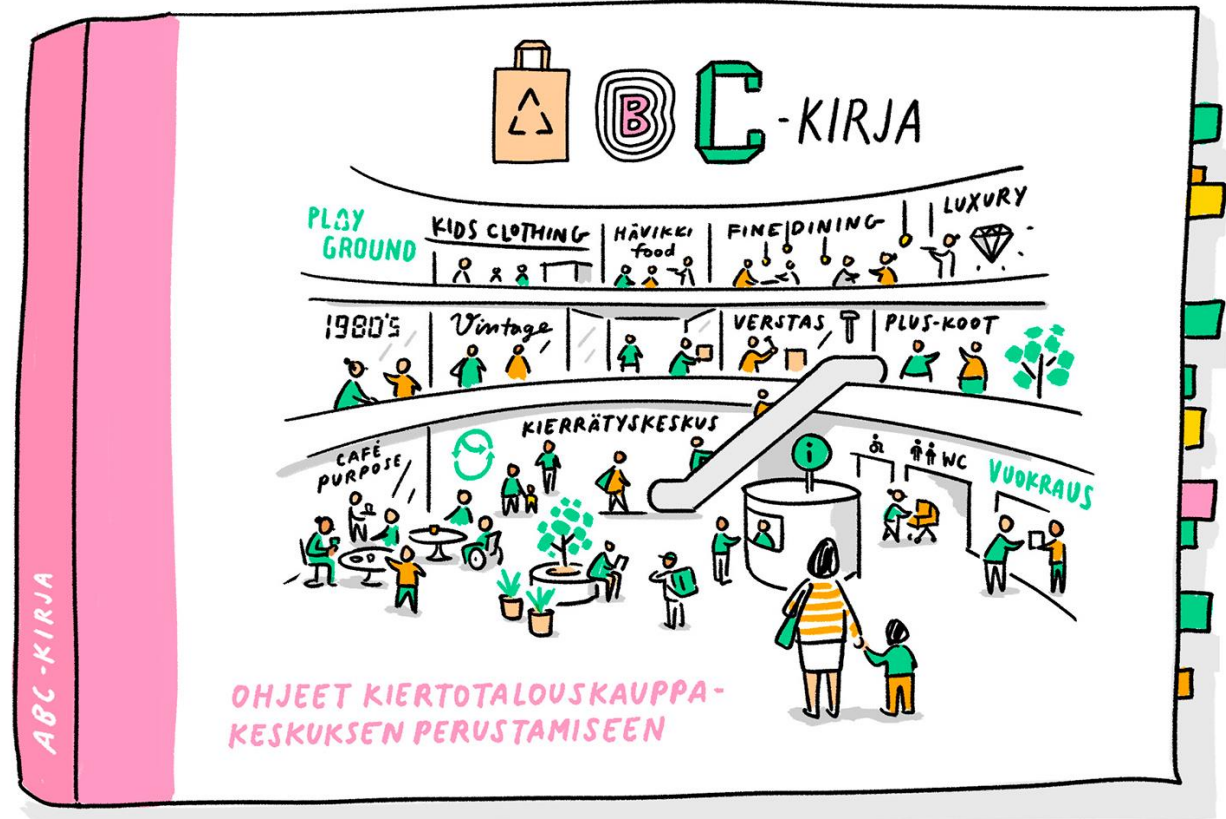 ABC-KIRJA
PLAY
GROUND
KIDS CLOTHING
HÄVIKKI
food
FINE DINING
LUXURY
1980'S
Vintage
VERSTAS
PLUS-KOOT
KIERRÄTYSKESKUS
CAFÉ
PURPOSE
i
WC
VUOKRAUS
OHJEET KIERTOTALOUSKAUPPA-
KESKUKSEN PERUSTAMISEEN
ABC-KIRJA